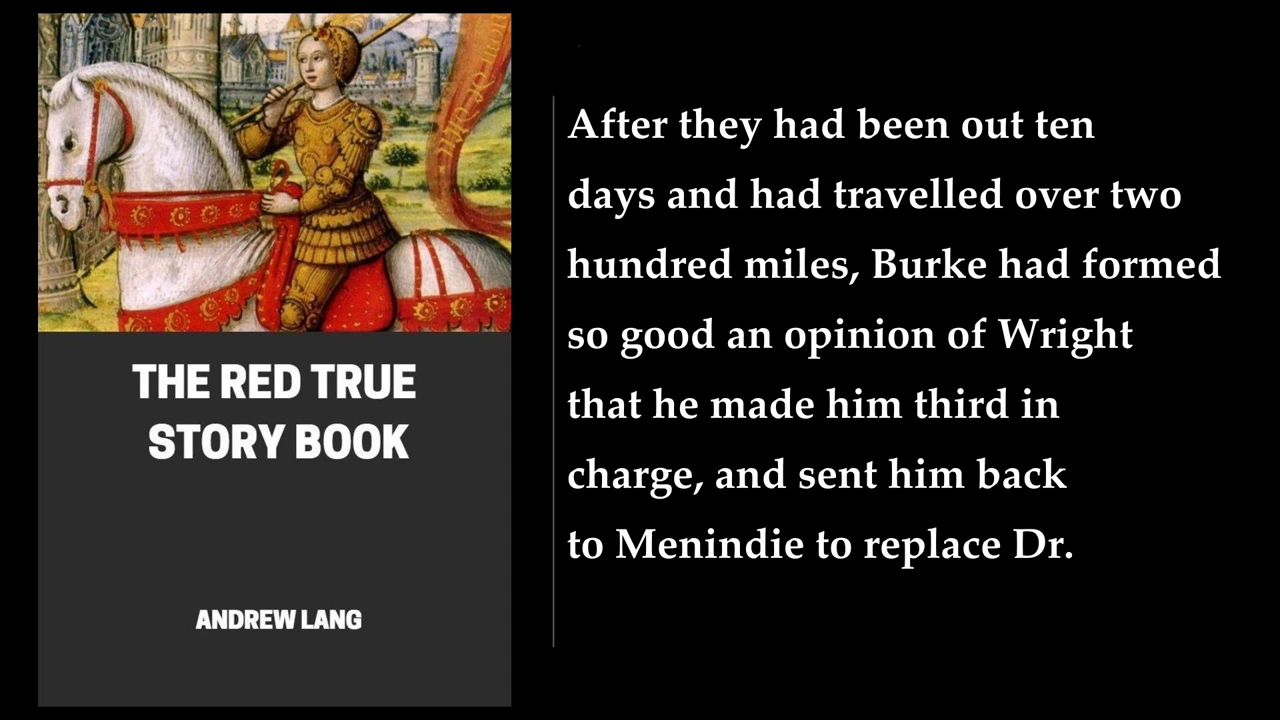 THE RED TRUE
STORY BOOK
ANDREW LANG
After they had been out ten
days and had travelled over two
hundred miles, Burke had formed
so good an opinion of Wright
that he made him third in
charge, and sent him back
to Menindie to replace Dr.